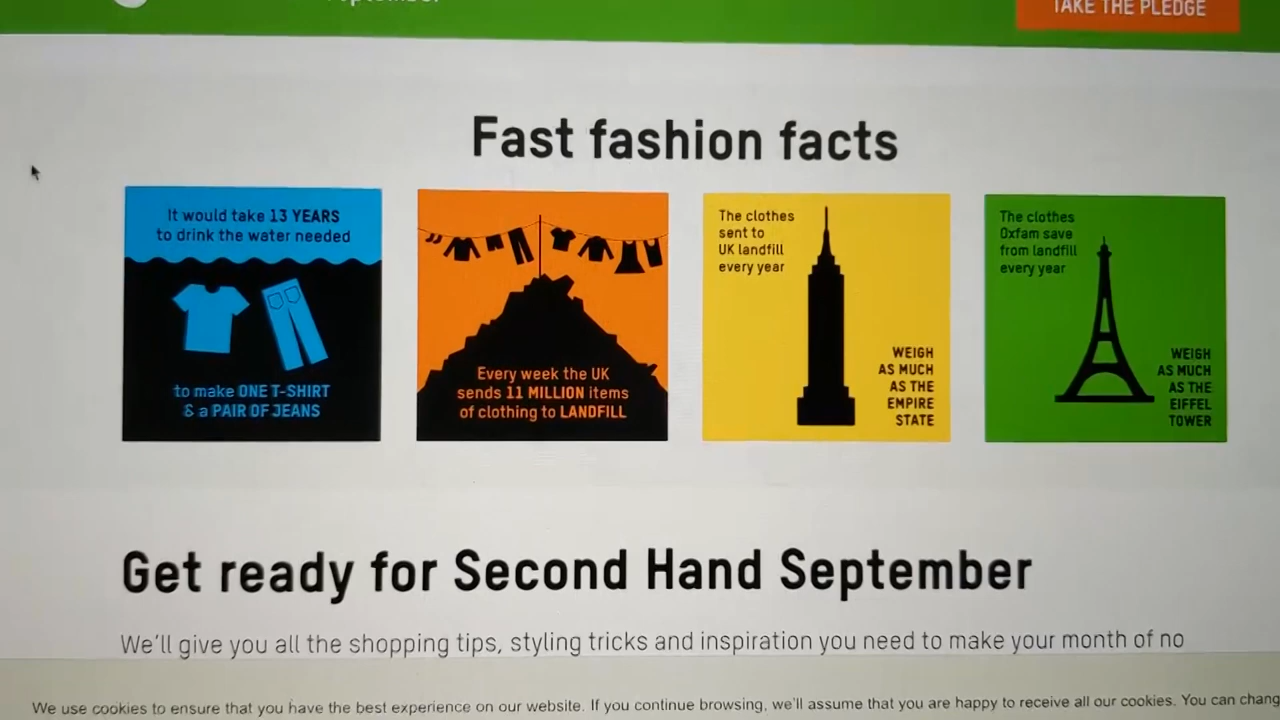 TAKE THE PLEDGE
Fast fashion facts
It would take 13 YEARS
to drink the water needed
to make ONE T-SHIRT
& a PAIR OF JEANS
Every week the UK
sends 11 MILLION items
of clothing to LANDFILL
The clothes
sent to
UK landfill
every year
WEIGH
AS MUCH
AS THE
EMPIRE
STATE
The clothes
Oxfam save
from landfill
every year
WEIGH
AS MUCH
AS THE
EIFFEL
TOWER
Get ready for Second Hand September
We'll give you all the shopping tips, styling tricks and inspiration you need to make your month of no
We use cookies to ensure that you have the best experience on our website. If you continue browsing, we'll assume that you are happy to receive all our cookies. You can